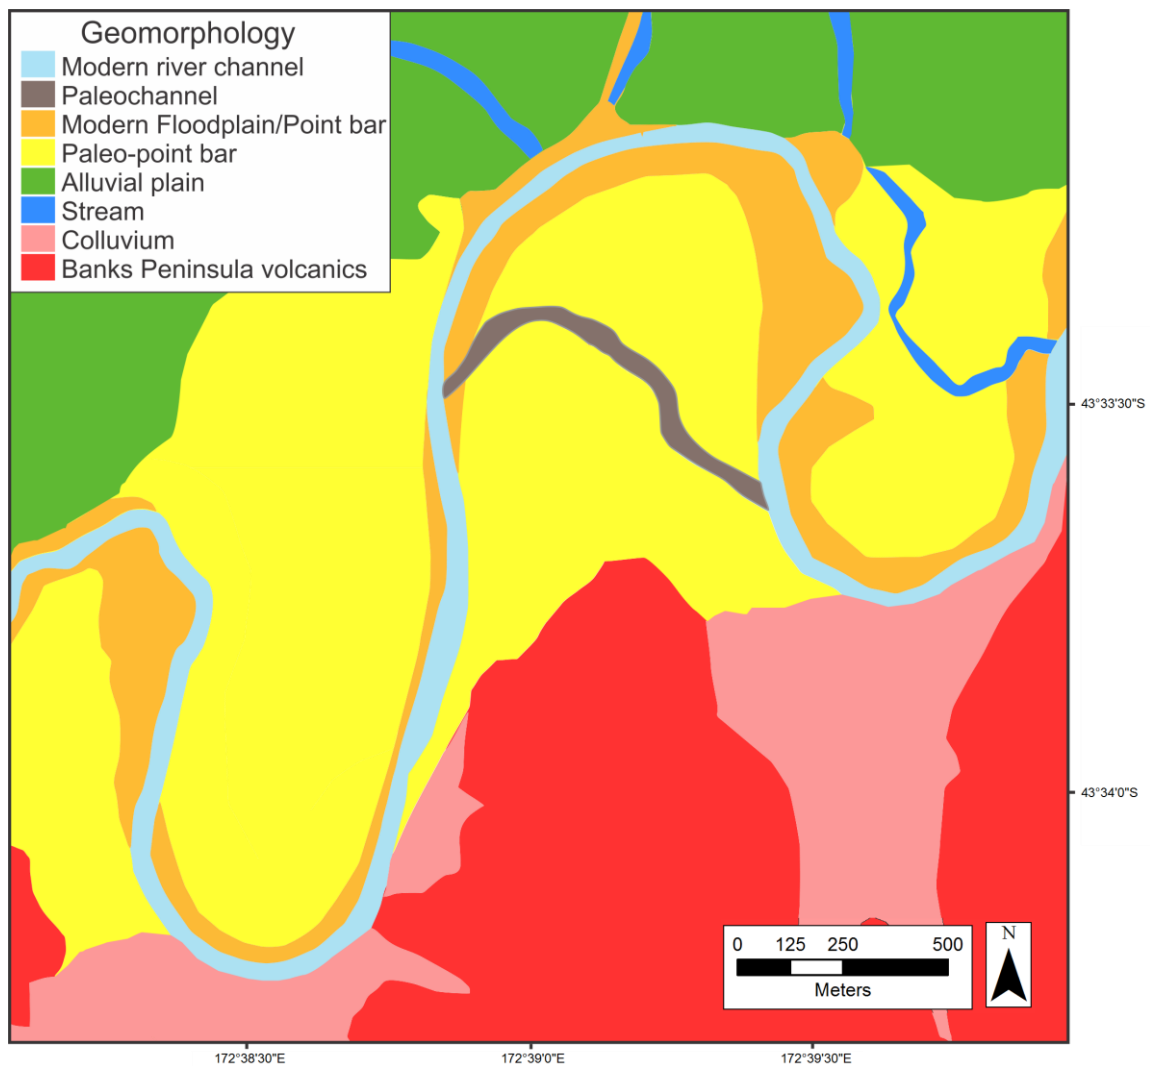 Geomorphology
Modern river channel
Paleochannel
Modern Floodplain/Point bar
Paleo-point bar
Alluvial plain
Stream
Colluvium
Banks Peninsula volcanics
43°33'30"S
43°34'0"S
0 125 250 500
Meters
N
172°38'30"E 172°39'0"E 172°39'30"E